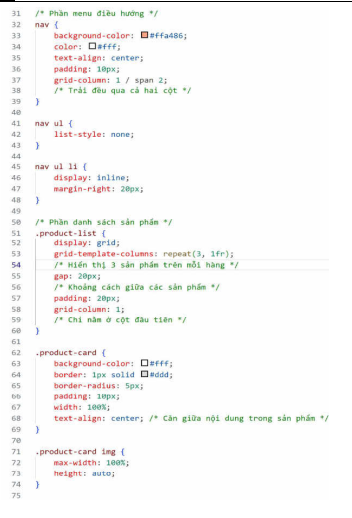 31 /* Phần menu điều hướng */
32 nav {
33 background-color: #ffa486;
34 color: #fff;
35 text-align: center;
36 padding: 10px;
37 grid-column: 1 / span 2;
38 /* Trải đều qua cả hai cột */
39 }
40
41 nav ul {
42 list-style: none;
43 }
44
45 nav ul li {
46 display: inline;
47 margin-right: 20px;
48 }
49
50 /* Phần danh sách sản phẩm */
51 .product-list {
52 display: grid;
53 grid-template-columns: repeat(3, 1fr);
54 /* Hiển thị 3 sản phẩm trên mỗi hàng */
55 gap: 20px;
56 /* Khoảng cách giữa các sản phẩm */
57 padding: 20px;
58 grid-column: 1;
59 /* Chỉ nằm ở cột đầu tiên */
60 }
61
62 .product-card {
63 background-color: #fff;
64 border: 1px solid #ddd;
65 border-radius: 5px;
66 padding: 10px;
67 width: 100%;
68 text-align: center; /* Căn giữa nội dung trong sản phẩm */
69 }
70
71 .product-card img {
72 max-width: 100%;
73 height: auto;
74 }
75